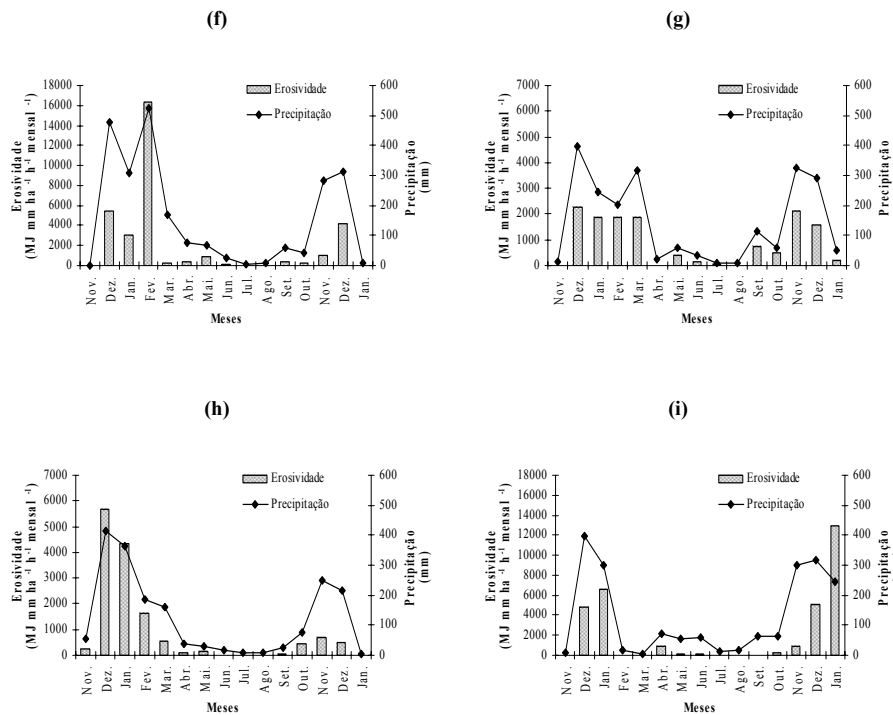 (f)
18000
16000
14000
12000
10000
8000
6000
4000
2000
0
Erosividade
(MJ mm ha⁻¹ h⁻¹ mensal⁻¹)
Erosividade
Precipitação
600
500
400
300
200
100
0
Precipitação
(mm)
Nov. Dez. Jan. Fev. Mar. Abr. Mai. Jun. Jul. Ago. Set. Out. Nov. Dez. Jan.
Meses
(g)
7000
6000
5000
4000
3000
2000
1000
0
Erosividade
(MJ mm ha⁻¹ h⁻¹ mensal⁻¹)
Erosividade
Precipitação
600
500
400
300
200
100
0
Precipitação
(mm)
Nov. Dez. Jan. Fev. Mar. Abr. Mai. Jun. Jul. Ago. Set. Out. Nov. Dez. Jan.
Meses
(h)
7000
6000
5000
4000
3000
2000
1000
0
Erosividade
(MJ mm ha⁻¹ h⁻¹ mensal⁻¹)
Erosividade
Precipitação
600
500
400
300
200
100
0
Precipitação
(mm)
Nov. Dez. Jan. Fev. Mar. Abr. Mai. Jun. Jul. Ago. Set. Out. Nov. Dez. Jan.
Meses
(i)
18000
16000
14000
12000
10000
8000
6000
4000
2000
0
Erosividade
(MJ mm ha⁻¹ h⁻¹ mensal⁻¹)
Erosividade
Precipitação
600
500
400
300
200
100
0
Precipitação
(mm)
Nov. Dez. Jan. Fev. Mar. Abr. Mai. Jun. Jul. Ago. Set. Out. Nov. Dez. Jan.
Meses